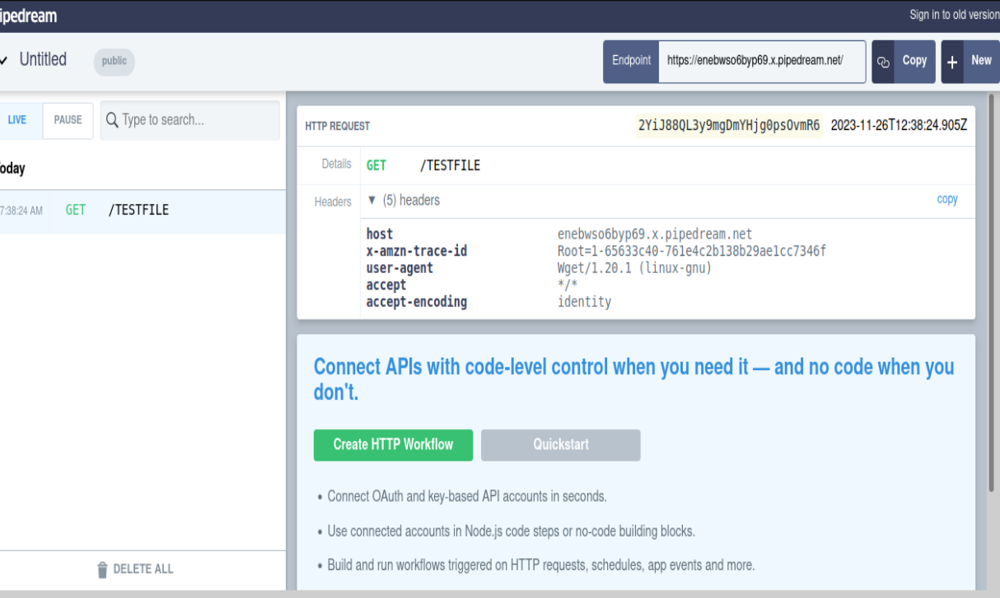 ipedream
Sign in to old version
Untitled public
Endpoint https://enebwso6byp69.x.pipedream.net/ Copy + New
LIVE PAUSE Type to search...
oday
7:38:24 AM GET /TESTFILE
DELETE ALL
HTTP REQUEST 2YiJ88QL3y9mgDmYHjg0psOvmR6 2023-11-26T12:38:24.905Z
Details GET /TESTFILE
Headers ▼ (5) headers copy
host enebwso6byp69.x.pipedream.net
x-amzn-trace-id Root=1-65633c40-761e4c2b138b29ae1cc7346f
user-agent Wget/1.20.1 (linux-gnu)
accept */*
accept-encoding identity
Connect APIs with code-level control when you need it — and no code when you
don't.
Create HTTP Workflow Quickstart
• Connect OAuth and key-based API accounts in seconds.
• Use connected accounts in Node.js code steps or no-code building blocks.
• Build and run workflows triggered on HTTP requests, schedules, app events and more.